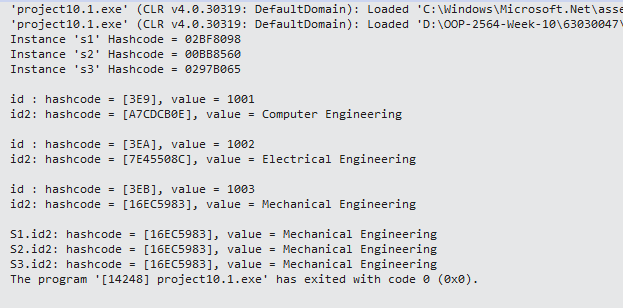 'project10.1.exe' (CLR v4.0.30319: DefaultDomain): Loaded 'C:\Windows\Microsoft.Net\asse
'project10.1.exe' (CLR v4.0.30319: DefaultDomain): Loaded 'D:\OOP-2564-Week-10\63030047\
Instance 's1' Hashcode = 02BF8098
Instance 's2' Hashcode = 00BB8560
Instance 's3' Hashcode = 0297B065
id : hashcode = [3E9], value = 1001
id2: hashcode = [A7CDCB0E], value = Computer Engineering
id : hashcode = [3EA], value = 1002
id2: hashcode = [7E45508C], value = Electrical Engineering
id : hashcode = [3EB], value = 1003
id2: hashcode = [16EC5983], value = Mechanical Engineering
S1.id2: hashcode = [16EC5983], value = Mechanical Engineering
S2.id2: hashcode = [16EC5983], value = Mechanical Engineering
S3.id2: hashcode = [16EC5983], value = Mechanical Engineering
The program '[14248] project10.1.exe' has exited with code 0 (0x0).